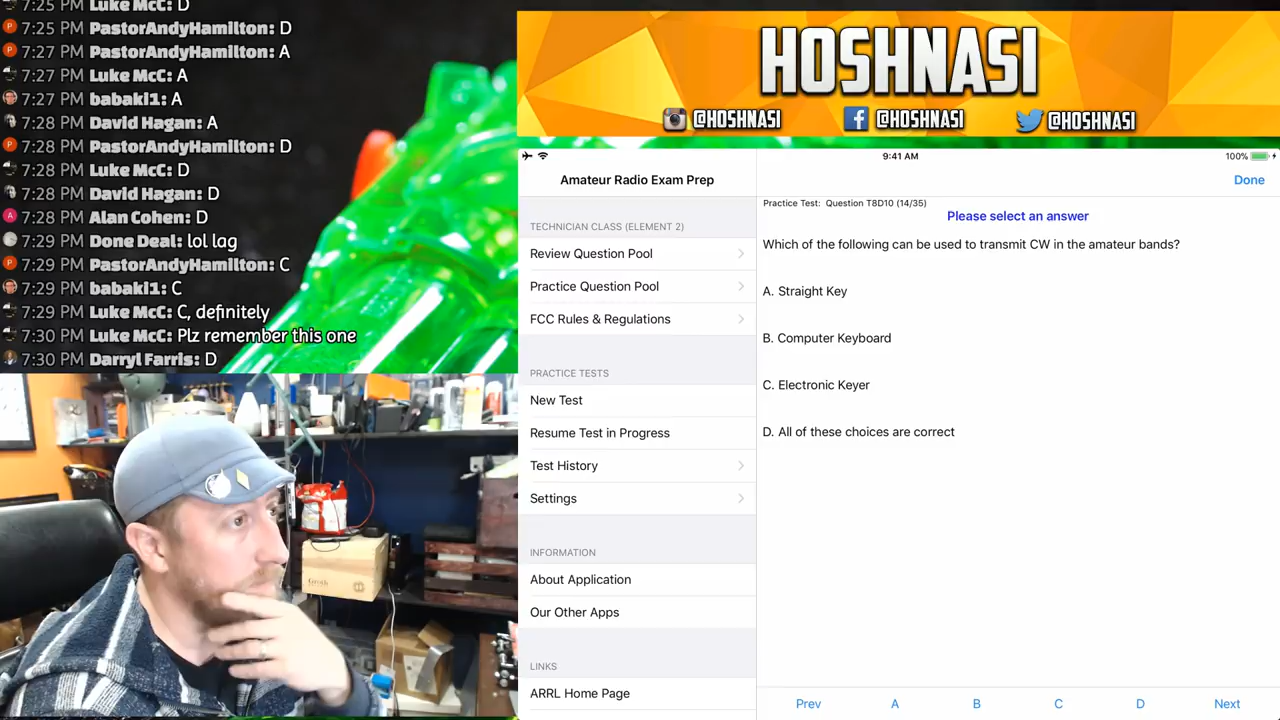 7:25 PM Luke McC: D
7:25 PM PastorAndyHamilton: D
7:27 PM PastorAndyHamilton: A
7:27 PM Luke McC: A
7:27 PM babaki1: A
7:28 PM David Hagan: A
7:28 PM PastorAndyHamilton: D
7:28 PM Luke McC: D
7:28 PM David Hagan: D
7:28 PM Alan Cohen: D
7:29 PM Done Deal: lol lag
7:29 PM PastorAndyHamilton: C
7:29 PM babaki1: C
7:29 PM Luke McC: C, definitely
7:30 PM Luke McC: Plz remember this one
7:30 PM Darryl Farris: D
HOSHNASI
@HOSHNASI @HOSHNASI @HOSHNASI
9:41 AM
100%
Amateur Radio Exam Prep
Done
TECHNICIAN CLASS (ELEMENT 2)
Review Question Pool
Practice Question Pool
FCC Rules & Regulations
PRACTICE TESTS
New Test
Resume Test in Progress
Test History
Settings
INFORMATION
About Application
Our Other Apps
LINKS
ARRL Home Page
Practice Test: Question T8D10 (14/35)
Please select an answer
Which of the following can be used to transmit CW in the amateur bands?
A. Straight Key
B. Computer Keyboard
C. Electronic Keyer
D. All of these choices are correct
Prev A B C D Next